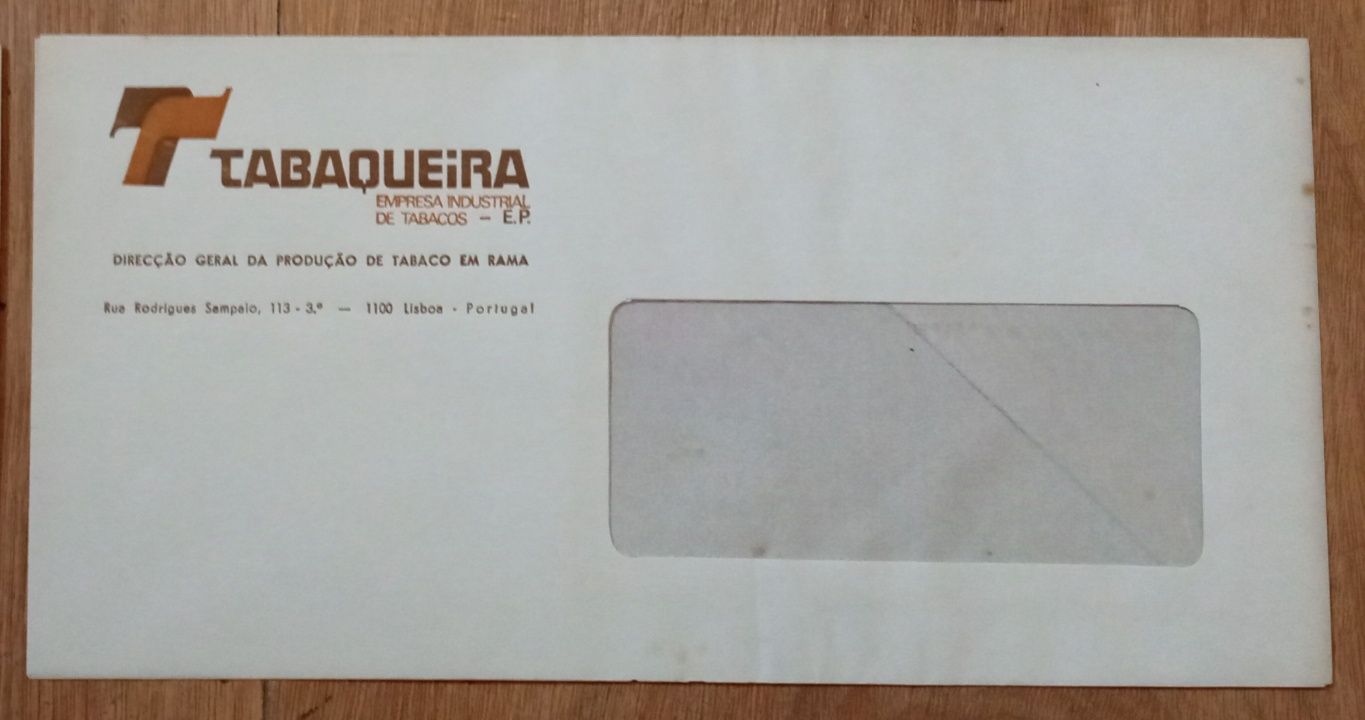 TABAQUEiRA
EMPRESA INDUSTRIAL
DE TABACOS – E.P.
DIRECÇÃO GERAL DA PRODUÇÃO DE TABACO EM RAMA
Rua Rodrigues Sampaio, 113 - 3.º — 1100 Lisboa - Portugal